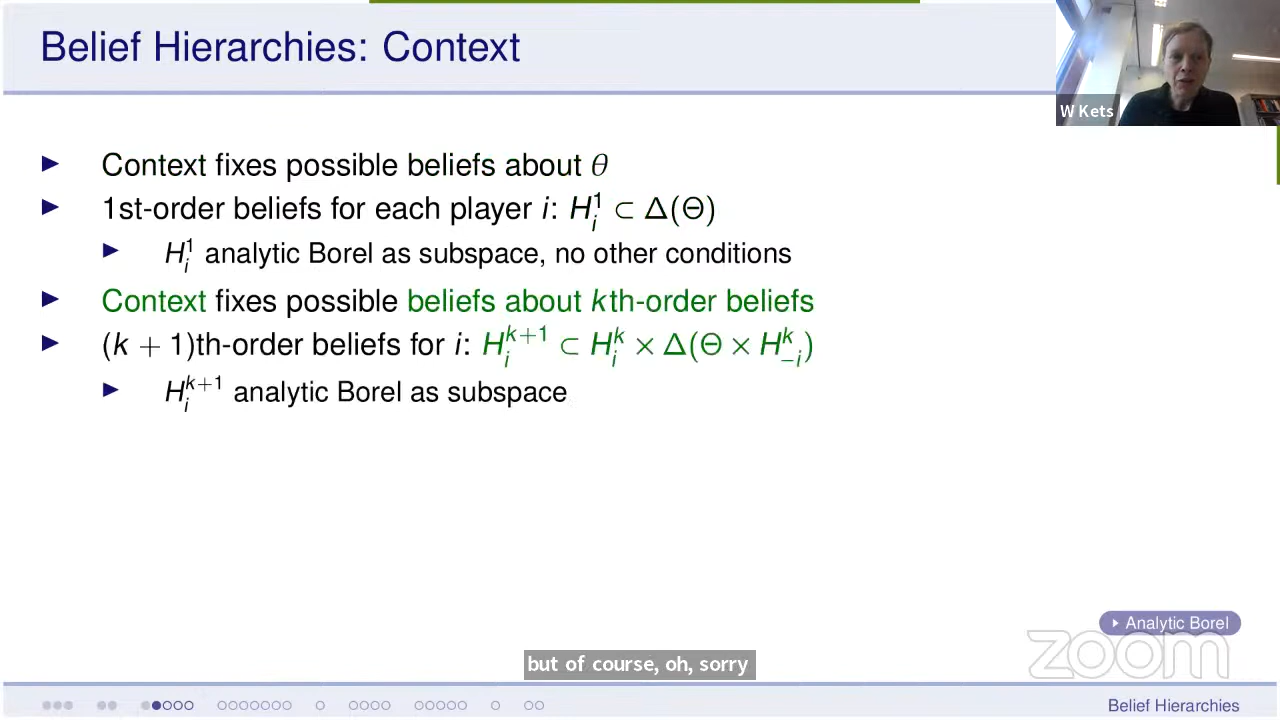 Belief Hierarchies: Context
W Kets
▶ Context fixes possible beliefs about θ
▶ 1st-order beliefs for each player i: H_i^1 ⊂ Δ(Θ)
▶ H_i^1 analytic Borel as subspace, no other conditions
▶ Context fixes possible beliefs about kth-order beliefs
▶ (k + 1)th-order beliefs for i: H_i^{k+1} ⊂ H_i^k × Δ(Θ × H_{-i}^k)
▶ H_i^{k+1} analytic Borel as subspace
▶ Analytic Borel
zoom
but of course, oh, sorry
Belief Hierarchies